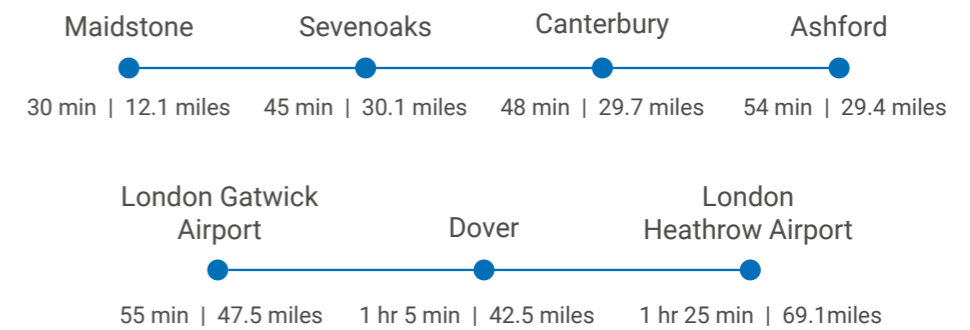 Maidstone Sevenoaks Canterbury Ashford
30 min | 12.1 miles 45 min | 30.1 miles 48 min | 29.7 miles 54 min | 29.4 miles
London Gatwick
Airport
Dover
London
Heathrow Airport
55 min | 47.5 miles 1 hr 5 min | 42.5 miles 1 hr 25 min | 69.1miles